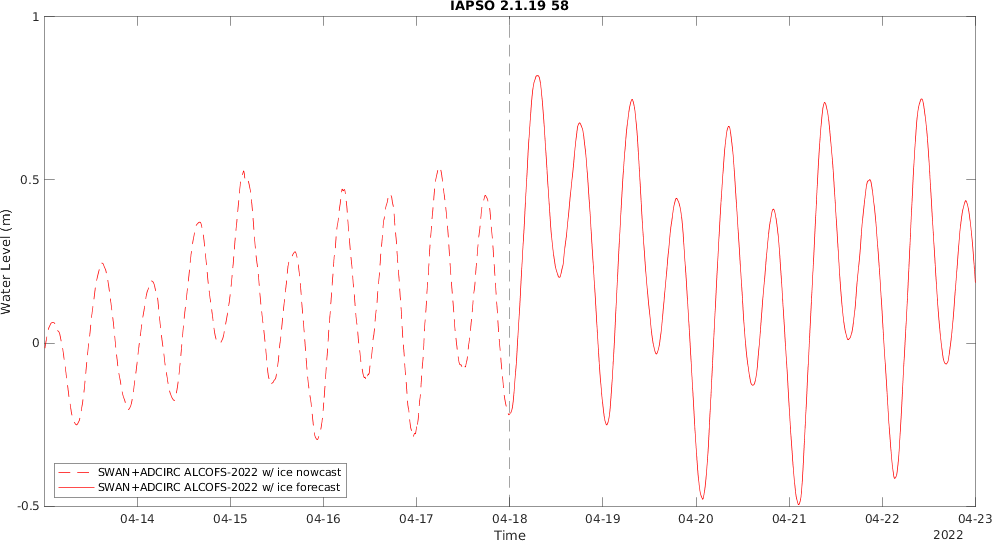 IAPSO 2.1.19 58
1
0.5
0
-0.5
Water Level (m)
SWAN+ADCIRC ALCOFS-2022 w/ ice nowcast
SWAN+ADCIRC ALCOFS-2022 w/ ice forecast
04-14 04-15 04-16 04-17 04-18 04-19 04-20 04-21 04-22 04-23
Time
2022